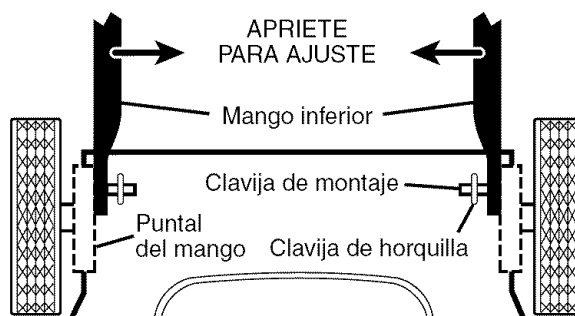 APRIETE
PARA AJUSTE
Mango inferior
Clavija de montaje
Puntal
del mango
Clavija de horquilla